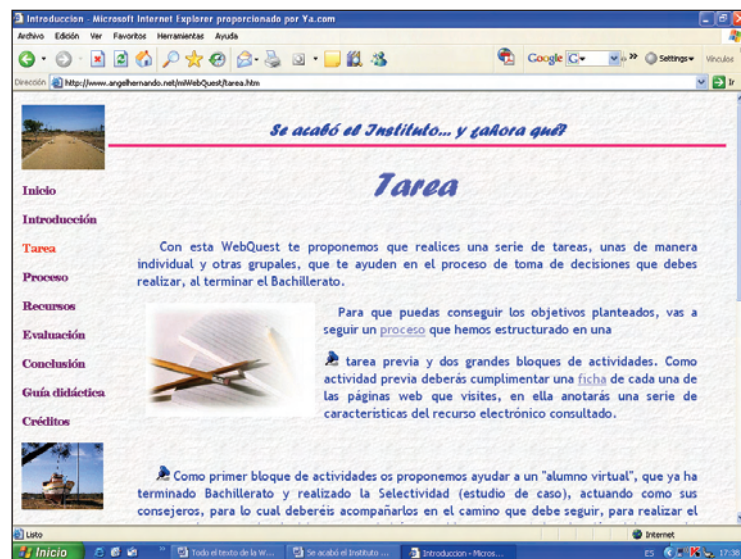 Introduccion - Microsoft Internet Explorer proporcionado por Ya.com
Archivo Edición Ver Favoritos Herramientas Ayuda
Google G Settings Vínculos
Dirección http://www.angelhernando.net/miWebQuest/tarea.htm Ir
Se acabó el Instituto... y ¿ahora qué?
Tarea
Inicio
Introducción
Tarea
Proceso
Recursos
Evaluación
Conclusión
Guía didáctica
Créditos
Con esta WebQuest te proponemos que realices una serie de tareas, unas de manera
individual y otras grupales, que te ayuden en el proceso de toma de decisiones que debes
realizar, al terminar el Bachillerato.
Para que puedas conseguir los objetivos planteados, vas a
seguir un proceso que hemos estructurado en una
tarea previa y dos grandes bloques de actividades. Como
actividad previa deberás cumplimentar una ficha de cada una de
las páginas web que visites, en ella anotarás una serie de
características del recurso electrónico consultado.
Como primer bloque de actividades os proponemos ayudar a un "alumno virtual", que ya ha
terminado Bachillerato y realizado la Selectividad (estudio de caso), actuando como sus
consejeros, para lo cual deberéis acompañarlos en el camino que debe seguir, para realizar el
Listo Internet
Inicio Todo el texto de la W... Se acabó el Instituto ... Introduccion - Micros... ES 17:38